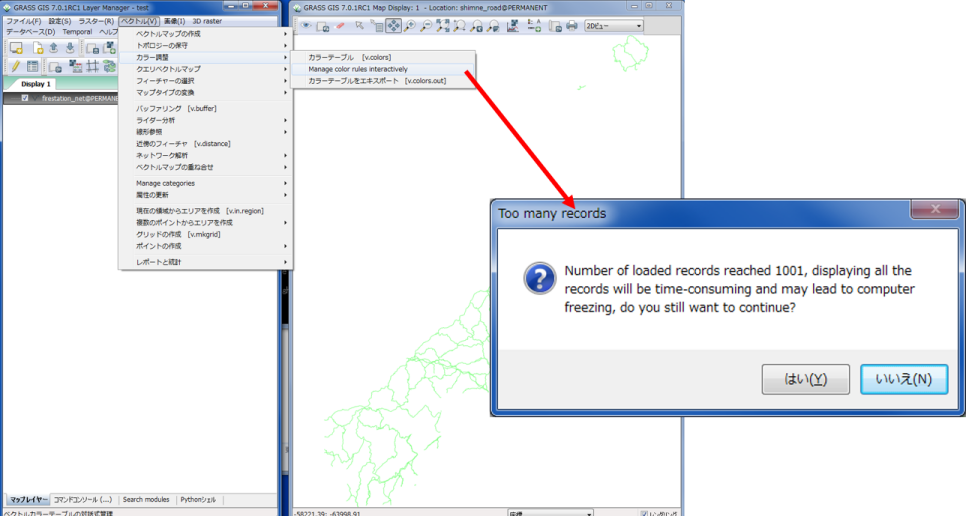 GRASS GIS 7.0.1RC1 Layer Manager - test
ファイル(F) 設定(S) ラスター(R) ベクトル(V) 画像(I) 3D raster
データベース(D) Temporal ヘルプ
Display 1
firestation_net@PERMANE
ベクトルマップの作成
トポロジーの保守
カラー調整
クエリベクトルマップ
フィーチャーの選択
マップタイプの変換
バッファリング [v.buffer]
ライダー分析
線形参照
近傍のフィーチャ [v.distance]
ネットワーク解析
ベクトルマップの重ね合せ
Manage categories
属性の更新
現在の領域からエリアを作成 [v.in.region]
複数のポイントからエリアを作成
グリッドの作成 [v.mkgrid]
ポイントの作成
レポートと統計
カラーテーブル [v.colors]
Manage color rules interactively
カラーテーブルをエキスポート [v.colors.out]
マップレイヤー コマンドコンソール (...) Search modules Pythonシェル
ベクトルカラーテーブルの対話式管理
GRASS GIS 7.0.1RC1 Map Display: 1 - Location: shimne_road@PERMANENT
2Dビュー
-58221.39; -63998.91
座標
レンダリング
Too many records
Number of loaded records reached 1001, displaying all the
records will be time-consuming and may lead to computer
freezing, do you still want to continue?
はい(Y)
いいえ(N)